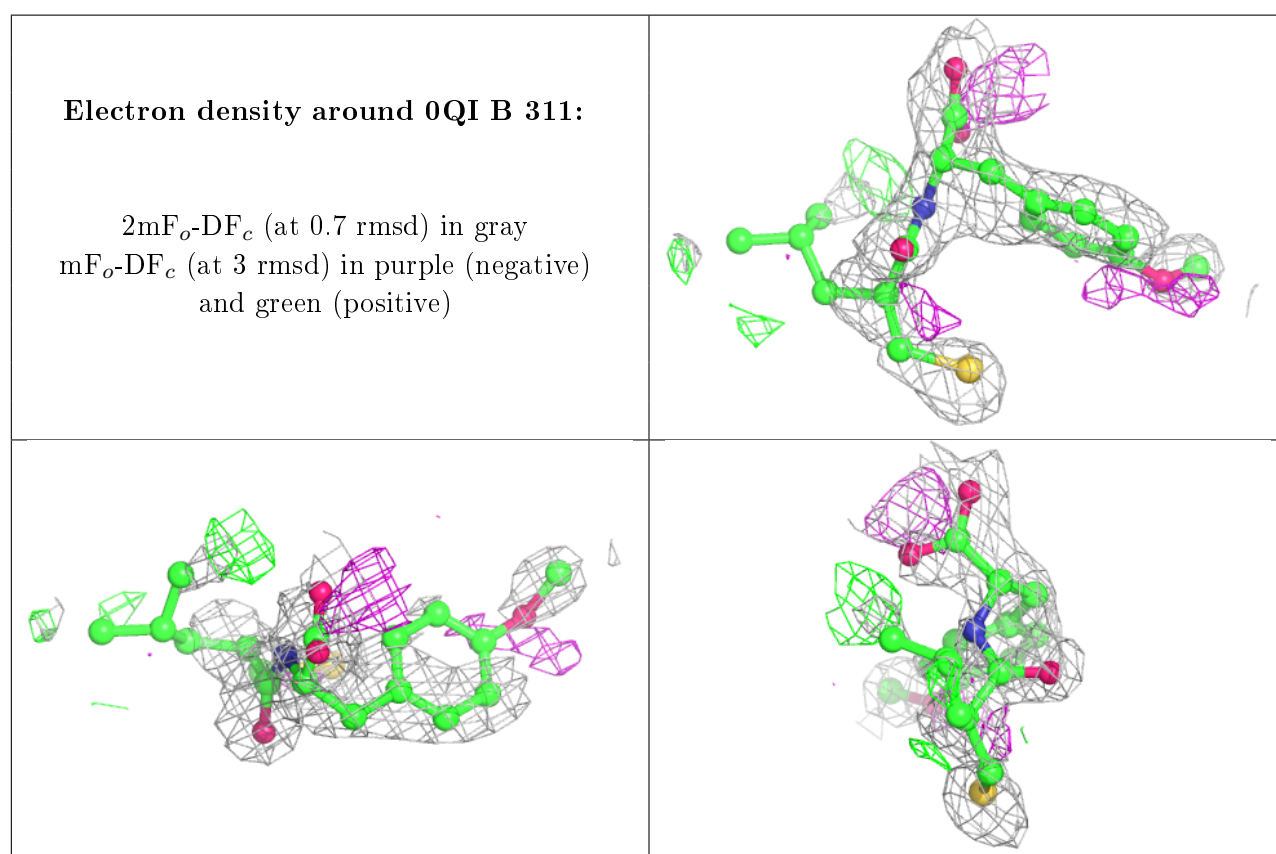 Electron density around 0QI B 311:
2mFo-DFc (at 0.7 rmsd) in gray
mFo-DFc (at 3 rmsd) in purple (negative)
and green (positive)